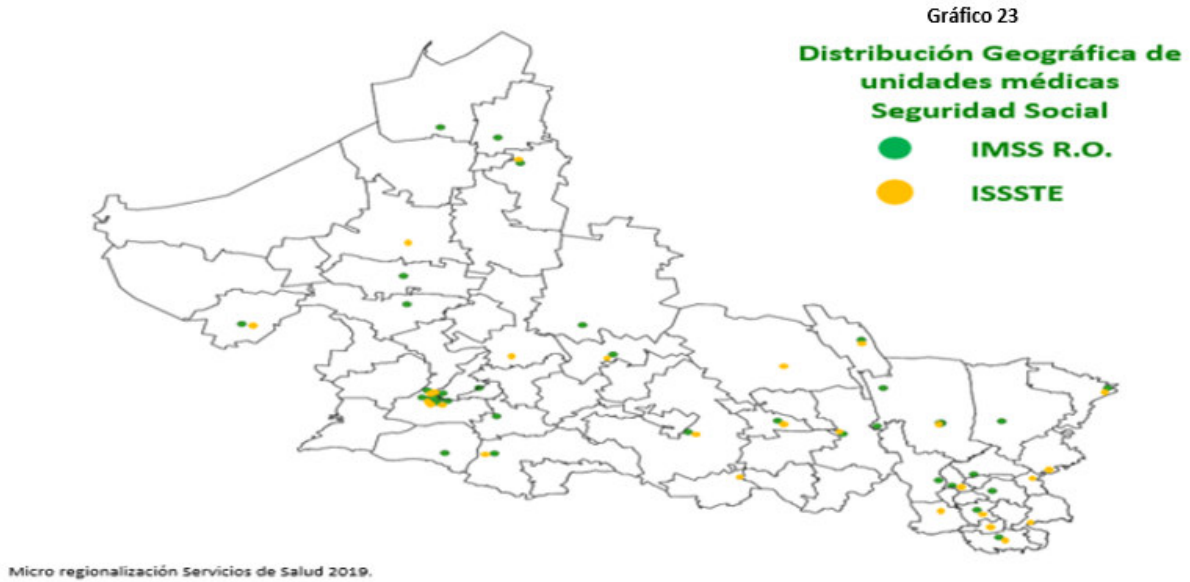 Gráfico 23
Distribución Geográfica de
unidades médicas
Seguridad Social
IMSS R.O.
ISSSTE
Micro regionalización Servicios de Salud 2019.